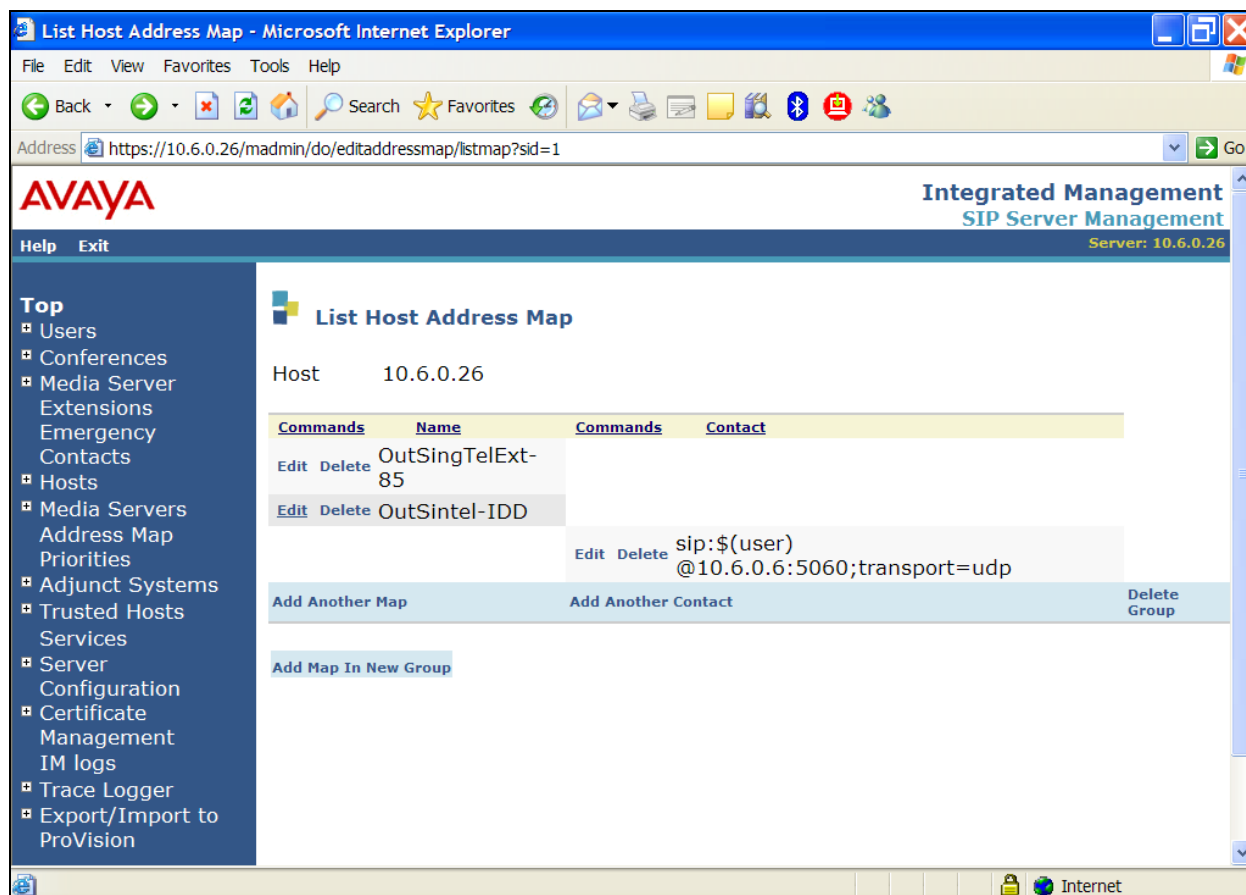 List Host Address Map - Microsoft Internet Explorer
File Edit View Favorites Tools Help
Back Search Favorites
Address https://10.6.0.26/madmin/do/editaddressmap/listmap?sid=1 Go
AVAYA
Integrated Management
SIP Server Management
Help Exit
Server: 10.6.0.26
Top
Users
Conferences
Media Server
Extensions
Emergency
Contacts
Hosts
Media Servers
Address Map
Priorities
Adjunct Systems
Trusted Hosts
Services
Server
Configuration
Certificate
Management
IM logs
Trace Logger
Export/Import to
ProVision
List Host Address Map
Host 10.6.0.26
Commands Name Commands Contact
Edit Delete OutSingTelExt-
85
Edit Delete OutSintel-IDD
Edit Delete sip:$(user)
@10.6.0.6:5060;transport=udp
Add Another Map Add Another Contact Delete
Group
Add Map In New Group
Internet